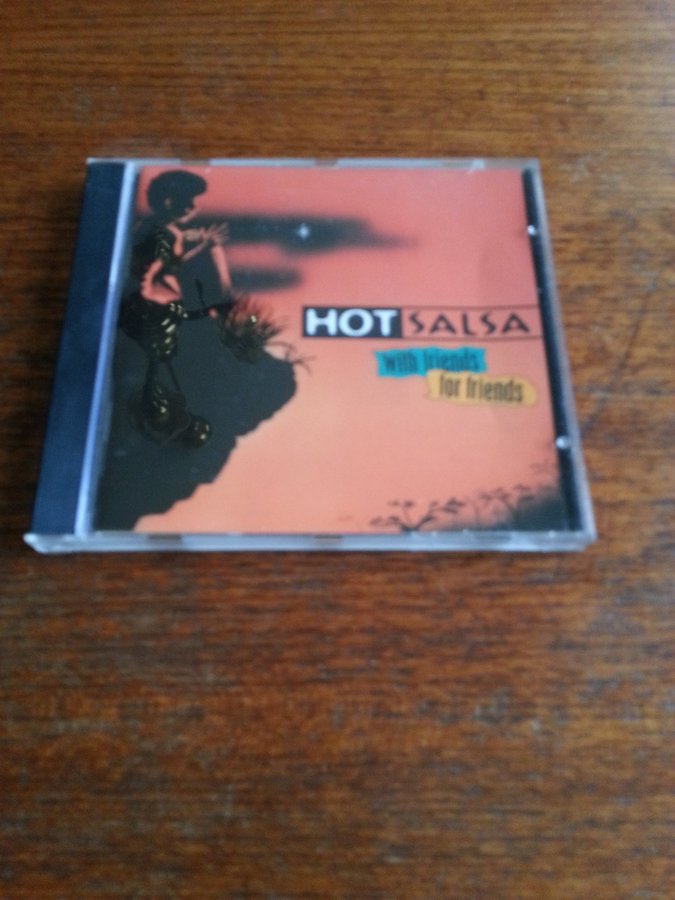 HOT SALSA
with friends
for friends